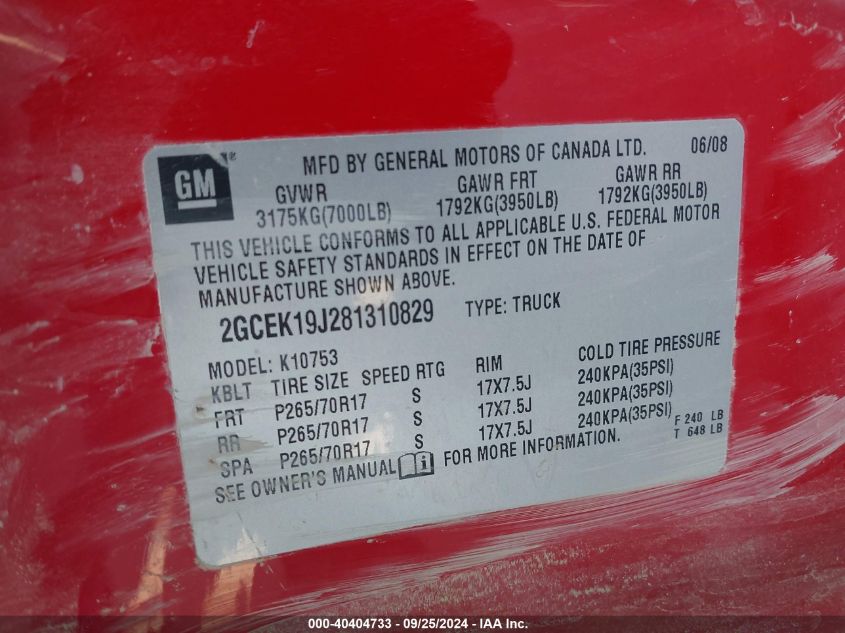 GM®
MFD BY GENERAL MOTORS OF CANADA LTD. 06/08
GVWR GAWR FRT GAWR RR
3175KG(7000LB) 1792KG(3950LB) 1792KG(3950LB)
THIS VEHICLE CONFORMS TO ALL APPLICABLE U.S. FEDERAL MOTOR
VEHICLE SAFETY STANDARDS IN EFFECT ON THE DATE OF
MANUFACTURE SHOWN ABOVE.
2GCEK19J281310829 TYPE: TRUCK
MODEL: K10753
KBLT TIRE SIZE SPEED RTG RIM COLD TIRE PRESSURE
FRT P265/70R17 S 17X7.5J 240KPA(35PSI)
RR P265/70R17 S 17X7.5J 240KPA(35PSI)
SPA P265/70R17 S 17X7.5J 240KPA(35PSI) F 240 LB
T 648 LB
SEE OWNER'S MANUAL FOR MORE INFORMATION.
000-40404733 - 09/25/2024 - IAA Inc.